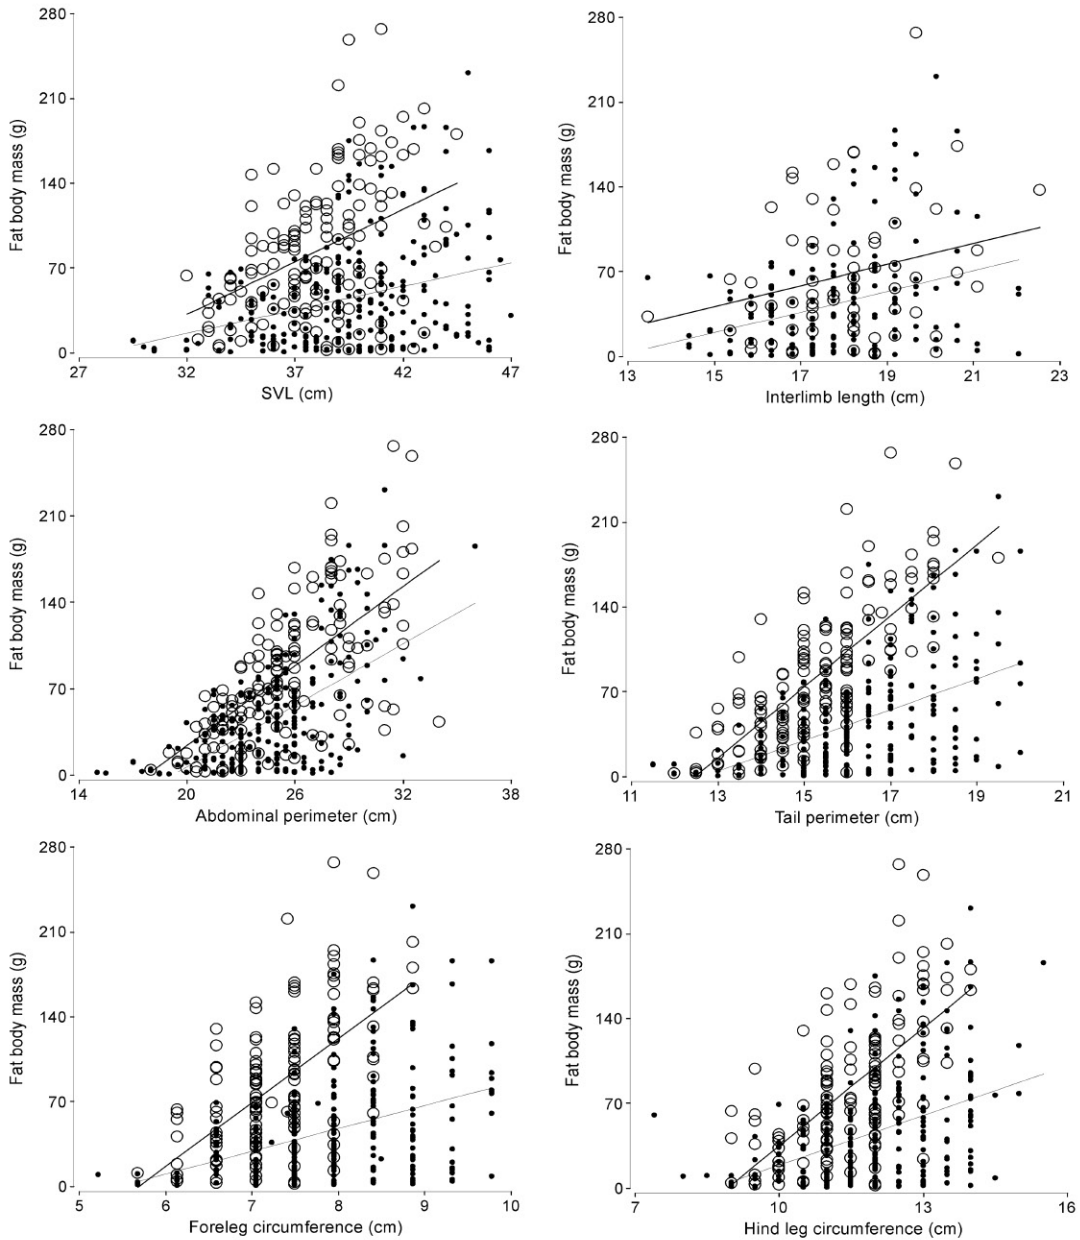 280
210
140
70
0
Fat body mass (g)
27 32 37 42 47
SVL (cm)
280
210
140
70
0
Fat body mass (g)
13 15 17 19 21 23
Interlimb length (cm)
280
210
140
70
0
Fat body mass (g)
14 20 26 32 38
Abdominal perimeter (cm)
280
210
140
70
0
Fat body mass (g)
11 13 15 17 19 21
Tail perimeter (cm)
280
210
140
70
0
Fat body mass (g)
5 6 7 8 9 10
Foreleg circumference (cm)
280
210
140
70
0
Fat body mass (g)
7 10 13 16
Hind leg circumference (cm)